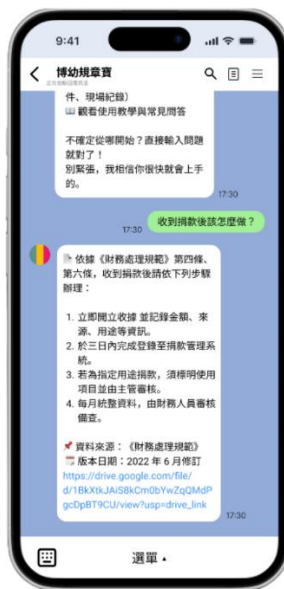 9:41
博幼規章寶
件、現場紀錄）
📖 觀看使用教學與常見問答
不確定從哪開始？直接輸入問題
就對了！
別緊張，我相信你很快就會上手
的。
17:30
收到捐款後該怎麼做？
17:30
依據《財務處理規範》第四條、
第六條，收到捐款後請依下列步驟
辦理：
1. 立即開立收據 並記錄金額、來
源、用途等資訊。
2. 於三日內完成登錄至捐款管理系
統。
3. 若為指定用途捐款，須標明使用
項目並由主管審核。
4. 每月統整資料，由財務人員審核
備查。
📌 資料來源：《財務處理規範》
🗓 版本日期：2022 年 6 月修訂
https://drive.google.com/file/
d/1BkXtkJAiS8kCm0bYwZqQMdP
gcDpBT9CU/view?usp=drive_link
17:30
選單